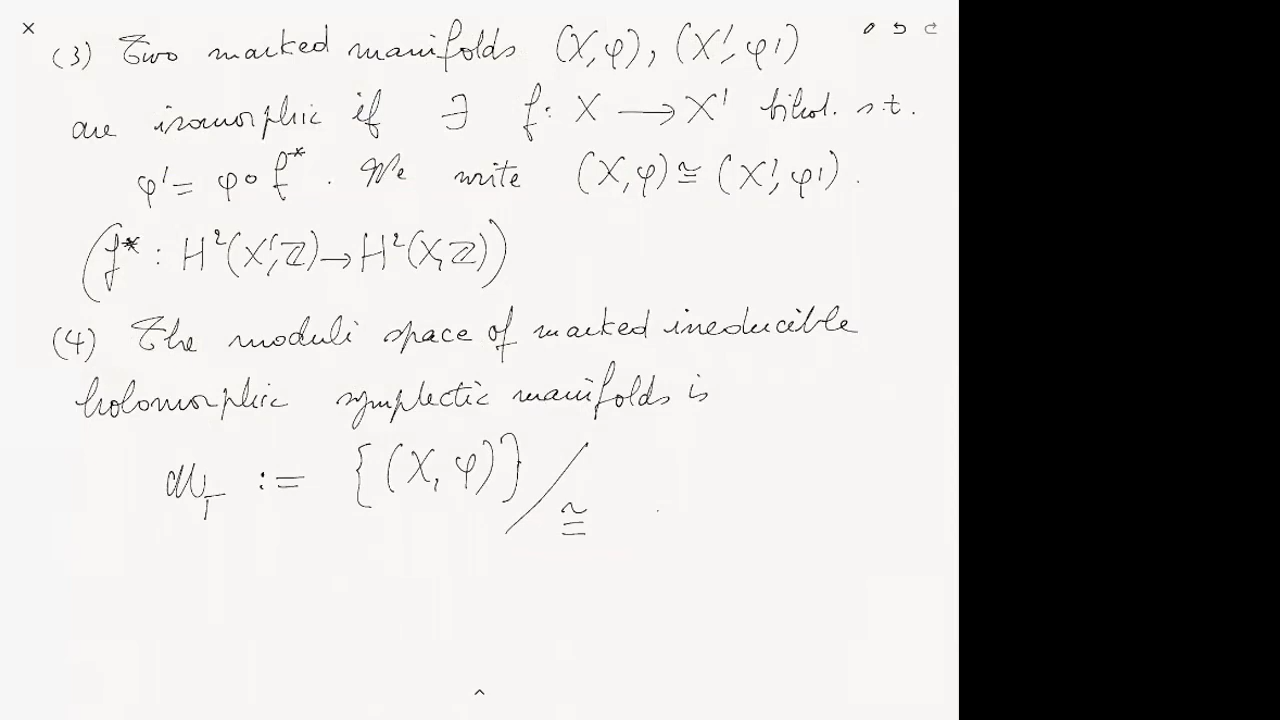 (3) Two marked manifolds (X,φ), (X',φ')
are isomorphic if ∃ f: X ⟶ X' bihol. s.t.
φ' = φ∘f*. We write (X,φ) ≅ (X',φ').
(f* : H²(X',ℤ) → H²(X,ℤ))
(4) The moduli space of marked irreducible
holomorphic symplectic manifolds is
𝓜_Γ := {(X,φ)}/≅